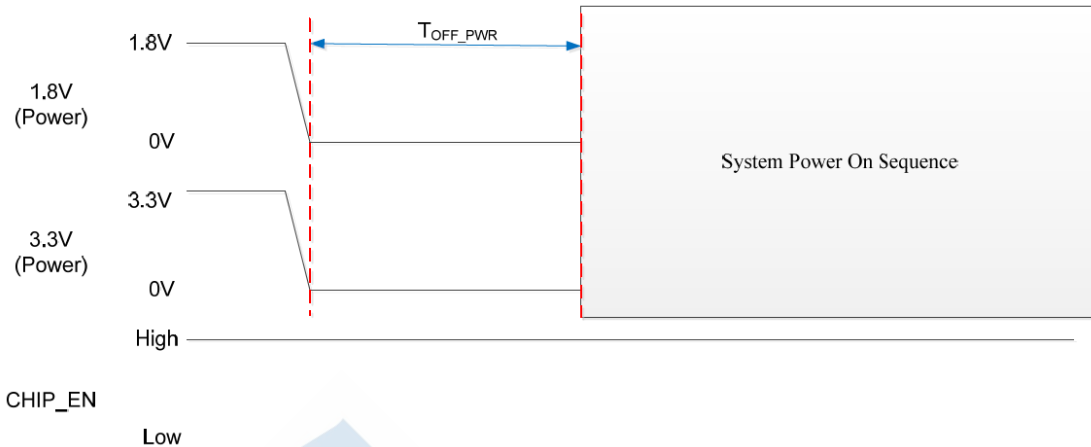 T_OFF_PWR
1.8V
1.8V
(Power)
0V
System Power On Sequence
3.3V
3.3V
(Power)
0V
High
CHIP_EN
Low